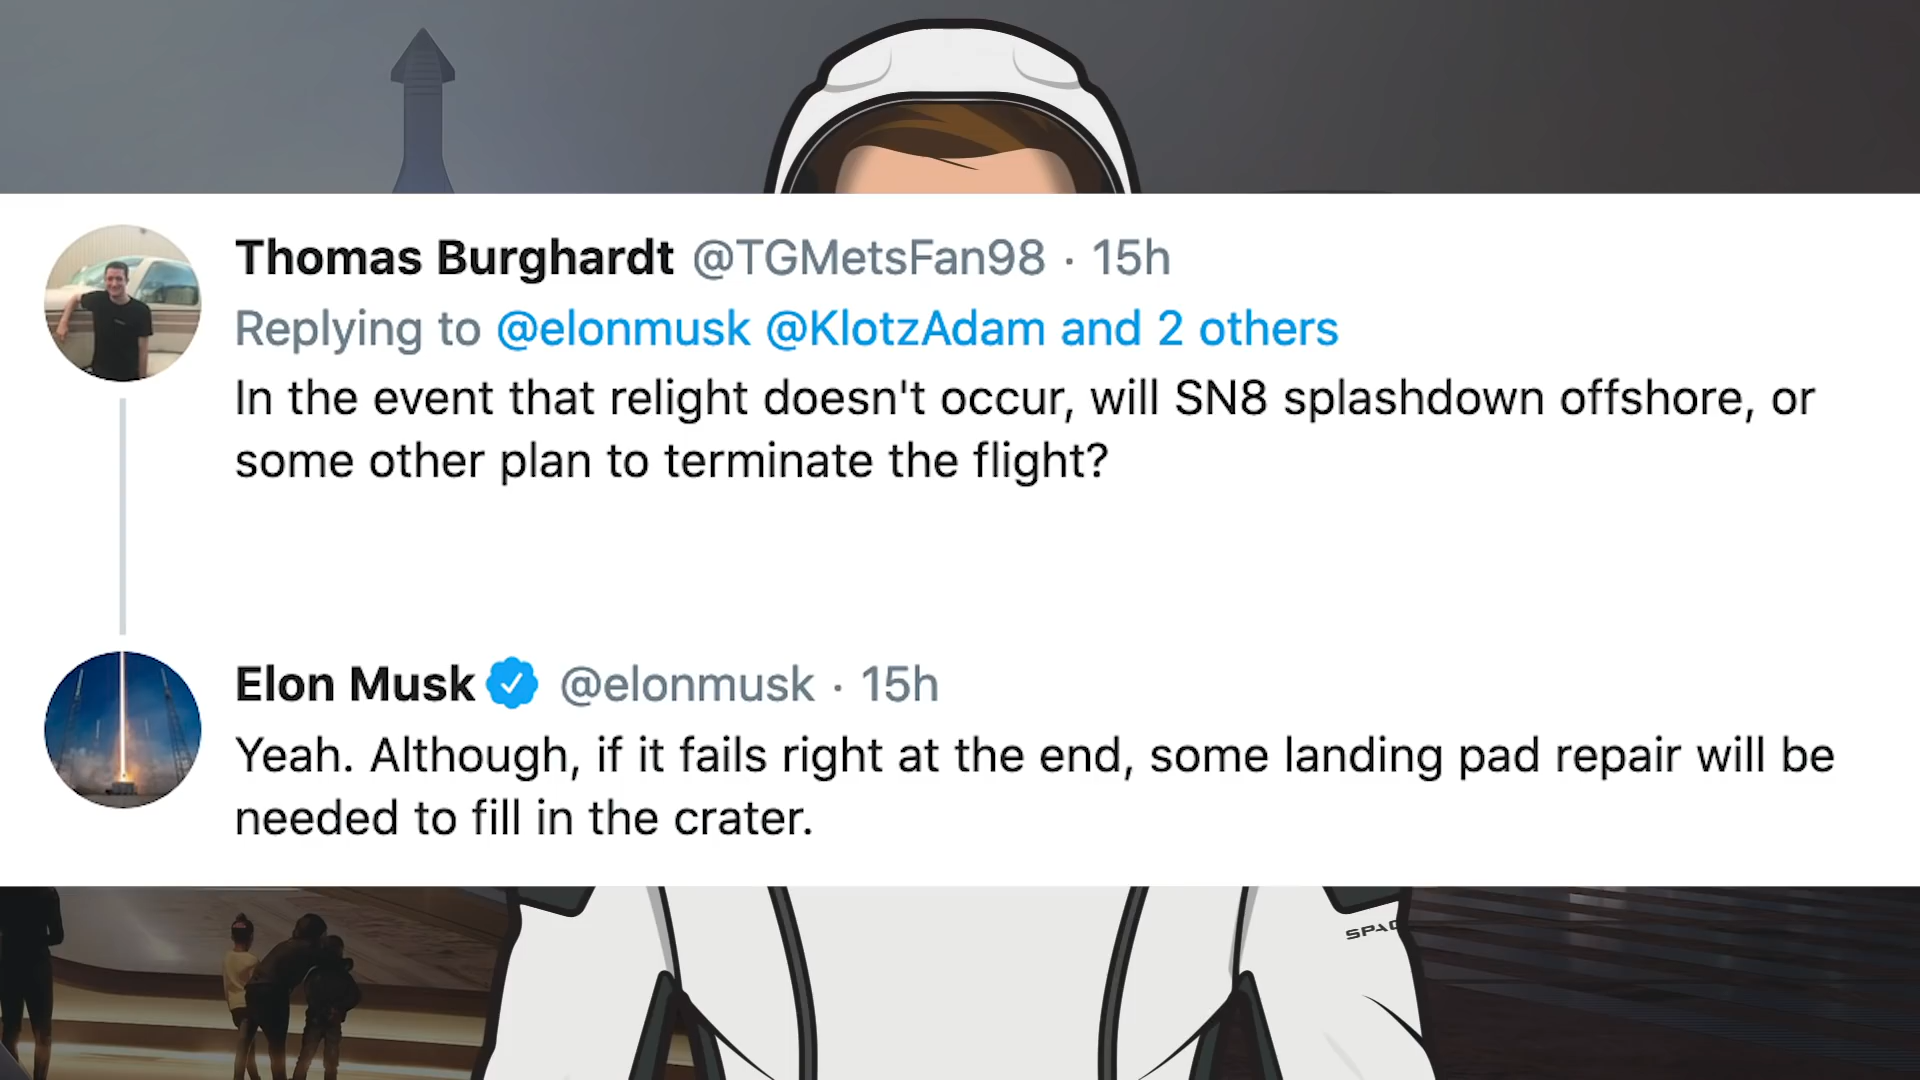 Thomas Burghardt @TGMetsFan98 · 15h
Replying to @elonmusk @KlotzAdam and 2 others
In the event that relight doesn't occur, will SN8 splashdown offshore, or
some other plan to terminate the flight?
Elon Musk @elonmusk · 15h
Yeah. Although, if it fails right at the end, some landing pad repair will be
needed to fill in the crater.
SPAC